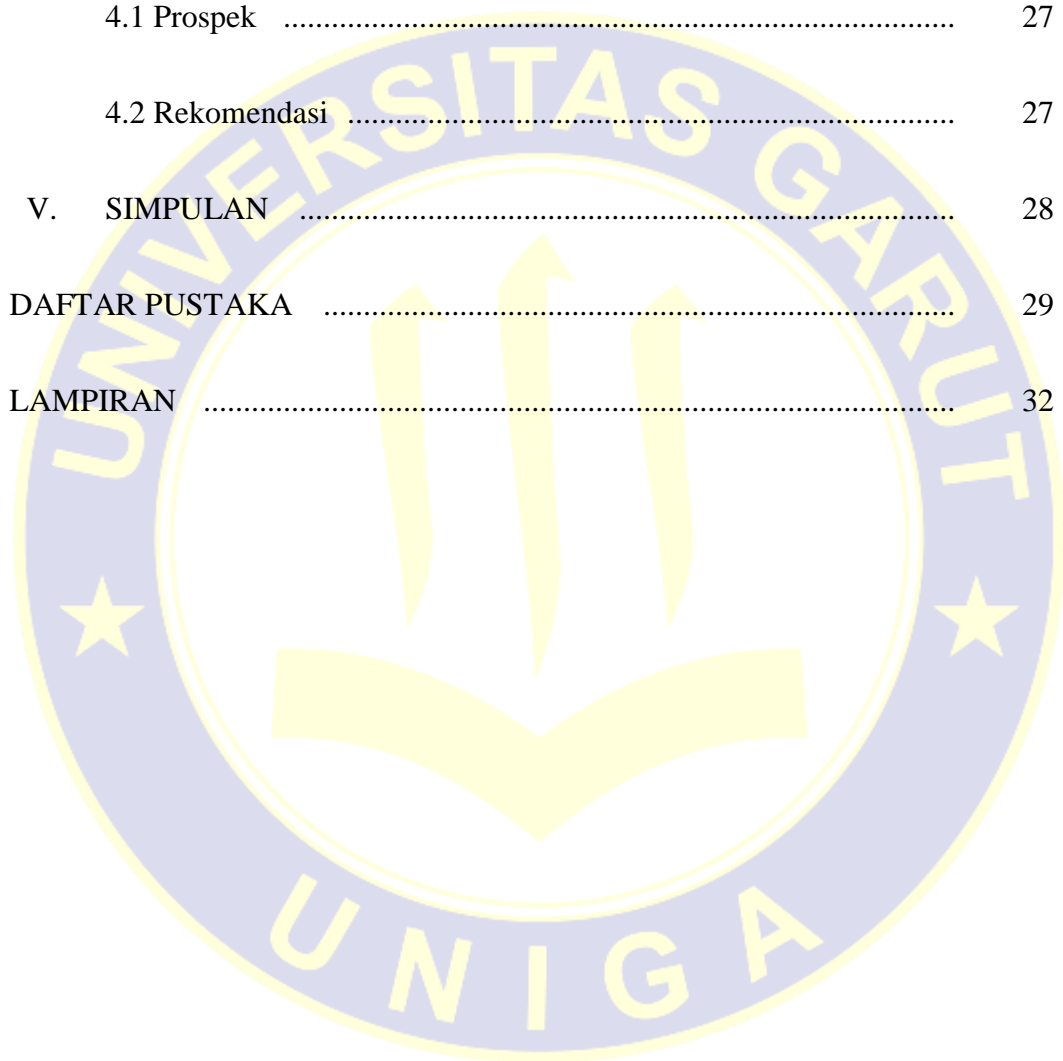 4.1 Prospek ........................................................................................ 27
4.2 Rekomendasi ................................................................................ 27
V. SIMPULAN ...................................................................................... 28
DAFTAR PUSTAKA ................................................................................... 29
LAMPIRAN .................................................................................................. 32
UNIVERSITAS GARUT
UNIGA